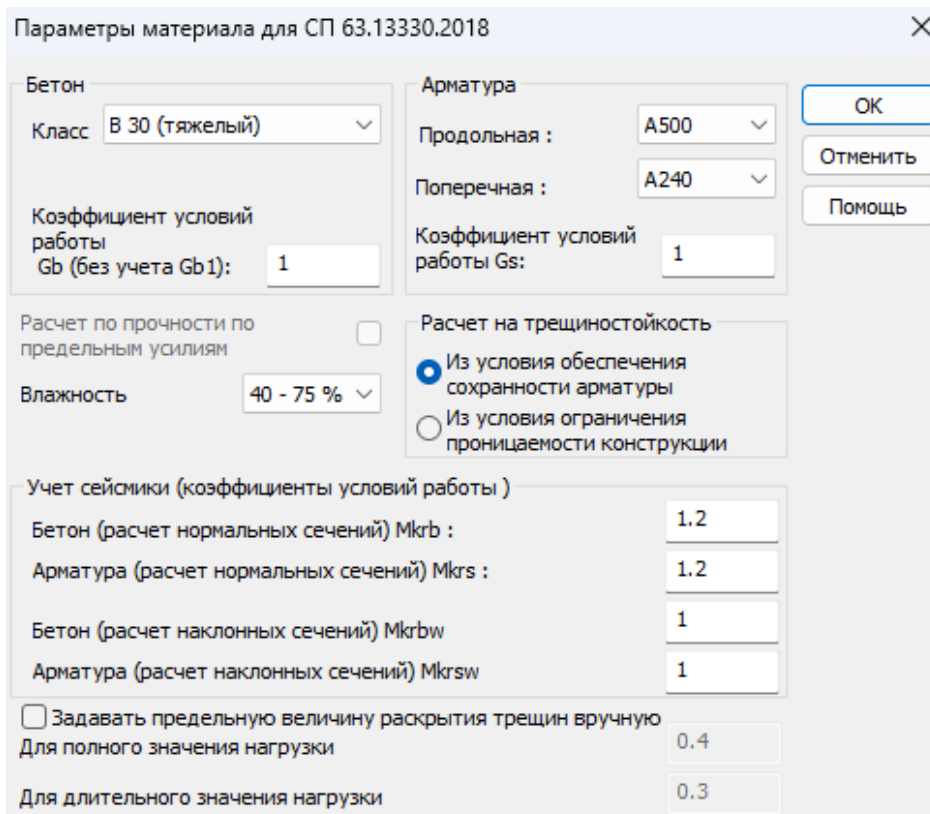 Параметры материала для СП 63.13330.2018
Бетон
Класс В 30 (тяжелый)
Коэффициент условий
работы
Gb (без учета Gb1): 1
Арматура
Продольная : A500
Поперечная : A240
Коэффициент условий
работы Gs: 1
ОК
Отменить
Помощь
Расчет по прочности по
предельным усилиям
Влажность 40 - 75 %
Расчет на трещиностойкость
Из условия обеспечения
сохранности арматуры
Из условия ограничения
проницаемости конструкции
Учет сейсмики (коэффициенты условий работы )
Бетон (расчет нормальных сечений) Mkrb : 1.2
Арматура (расчет нормальных сечений) Mkrs : 1.2
Бетон (расчет наклонных сечений) Mkrbw 1
Арматура (расчет наклонных сечений) Mkrsw 1
Задавать предельную величину раскрытия трещин вручную
Для полного значения нагрузки 0.4
Для длительного значения нагрузки 0.3